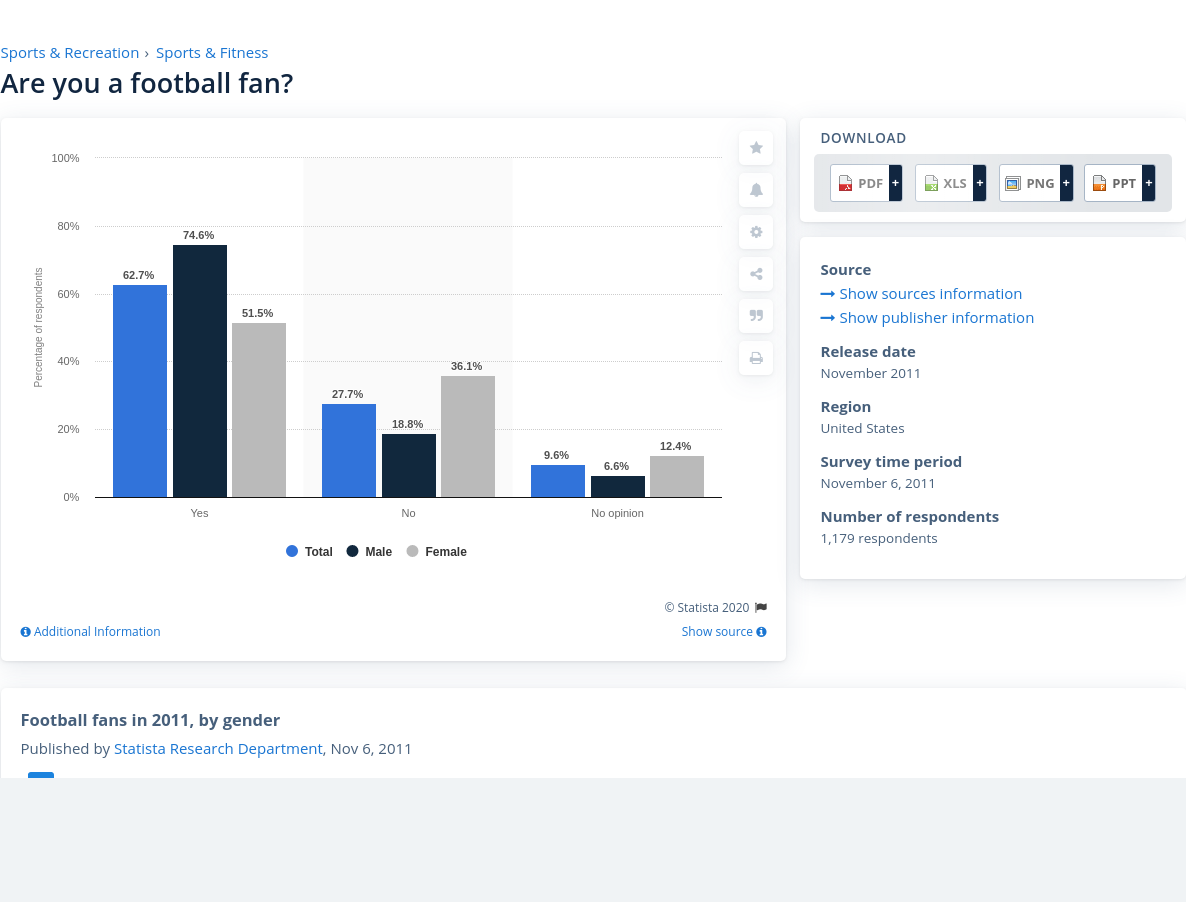 Sports & Recreation › Sports & Fitness
Are you a football fan?
100%
80%
60%
40%
20%
0%
Percentage of respondents
62.7%
74.6%
51.5%
27.7%
18.8%
36.1%
9.6%
6.6%
12.4%
Yes
No
No opinion
Total
Male
Female
© Statista 2020
Additional Information
Show source
DOWNLOAD
PDF +
XLS +
PNG +
PPT +
Source
Show sources information
Show publisher information
Release date
November 2011
Region
United States
Survey time period
November 6, 2011
Number of respondents
1,179 respondents
Football fans in 2011, by gender
Published by Statista Research Department, Nov 6, 2011